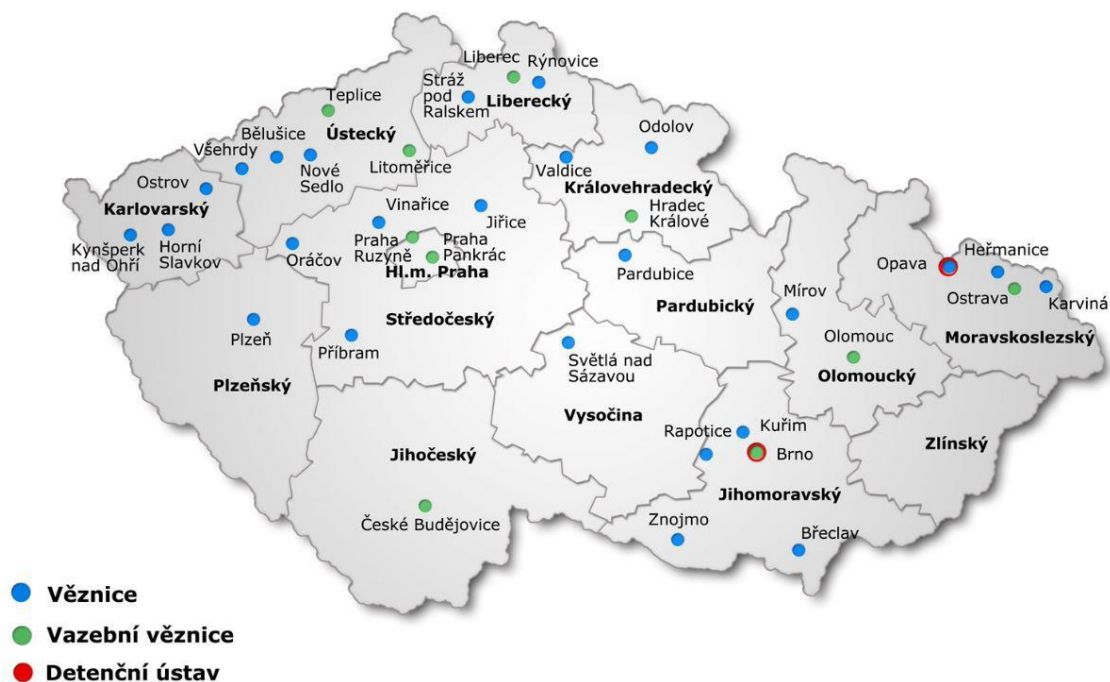 Liberec
Rýnovice
Stráž
pod
Ralskem
Liberecký
Teplice
Ústecký
Bělušice
Všehrdy
Nové
Sedlo
Litoměřice
Odolov
Valdice
Královehradecký
Hradec
Králové
Ostrov
Karlovarský
Kynšperk
nad Ohří
Horní
Slavkov
Vinařice
Jiřice
Oráčov
Praha
Ruzyně
Praha
Pankrác
Hl.m. Praha
Středočeský
Příbram
Plzeň
Plzeňský
Pardubice
Pardubický
Mírov
Opava
Heřmanice
Ostrava
Karviná
Moravskoslezský
Olomouc
Olomoucký
Světlá nad
Sázavou
Vysočina
Zlínský
Rapotice
Kuřim
Brno
Jihomoravský
Znojmo
Břeclav
Jihočeský
České Budějovice
Věznice
Vazební věznice
Detenční ústav